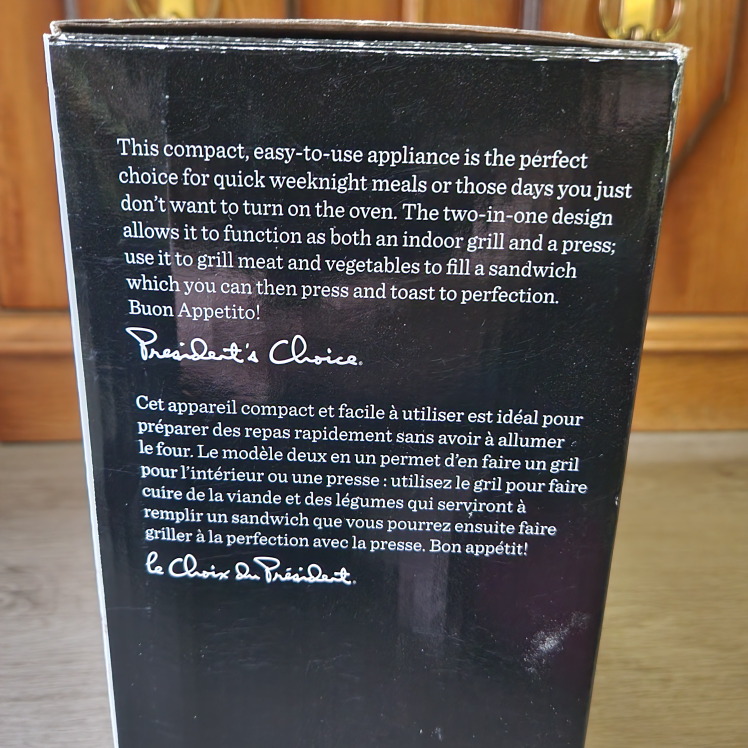 This compact, easy-to-use appliance is the perfect
choice for quick weeknight meals or those days you just
don't want to turn on the oven. The two-in-one design
allows it to function as both an indoor grill and a press;
use it to grill meat and vegetables to fill a sandwich
which you can then press and toast to perfection.
Buon Appetito!
President's Choice.
Cet appareil compact et facile à utiliser est idéal pour
préparer des repas rapidement sans avoir à allumer
le four. Le modèle deux en un permet d'en faire un gril
pour l'intérieur ou une presse : utilisez le gril pour faire
cuire de la viande et des légumes qui serviront à
remplir un sandwich que vous pourrez ensuite faire
griller à la perfection avec la presse. Bon appétit!
le Choix du Président.